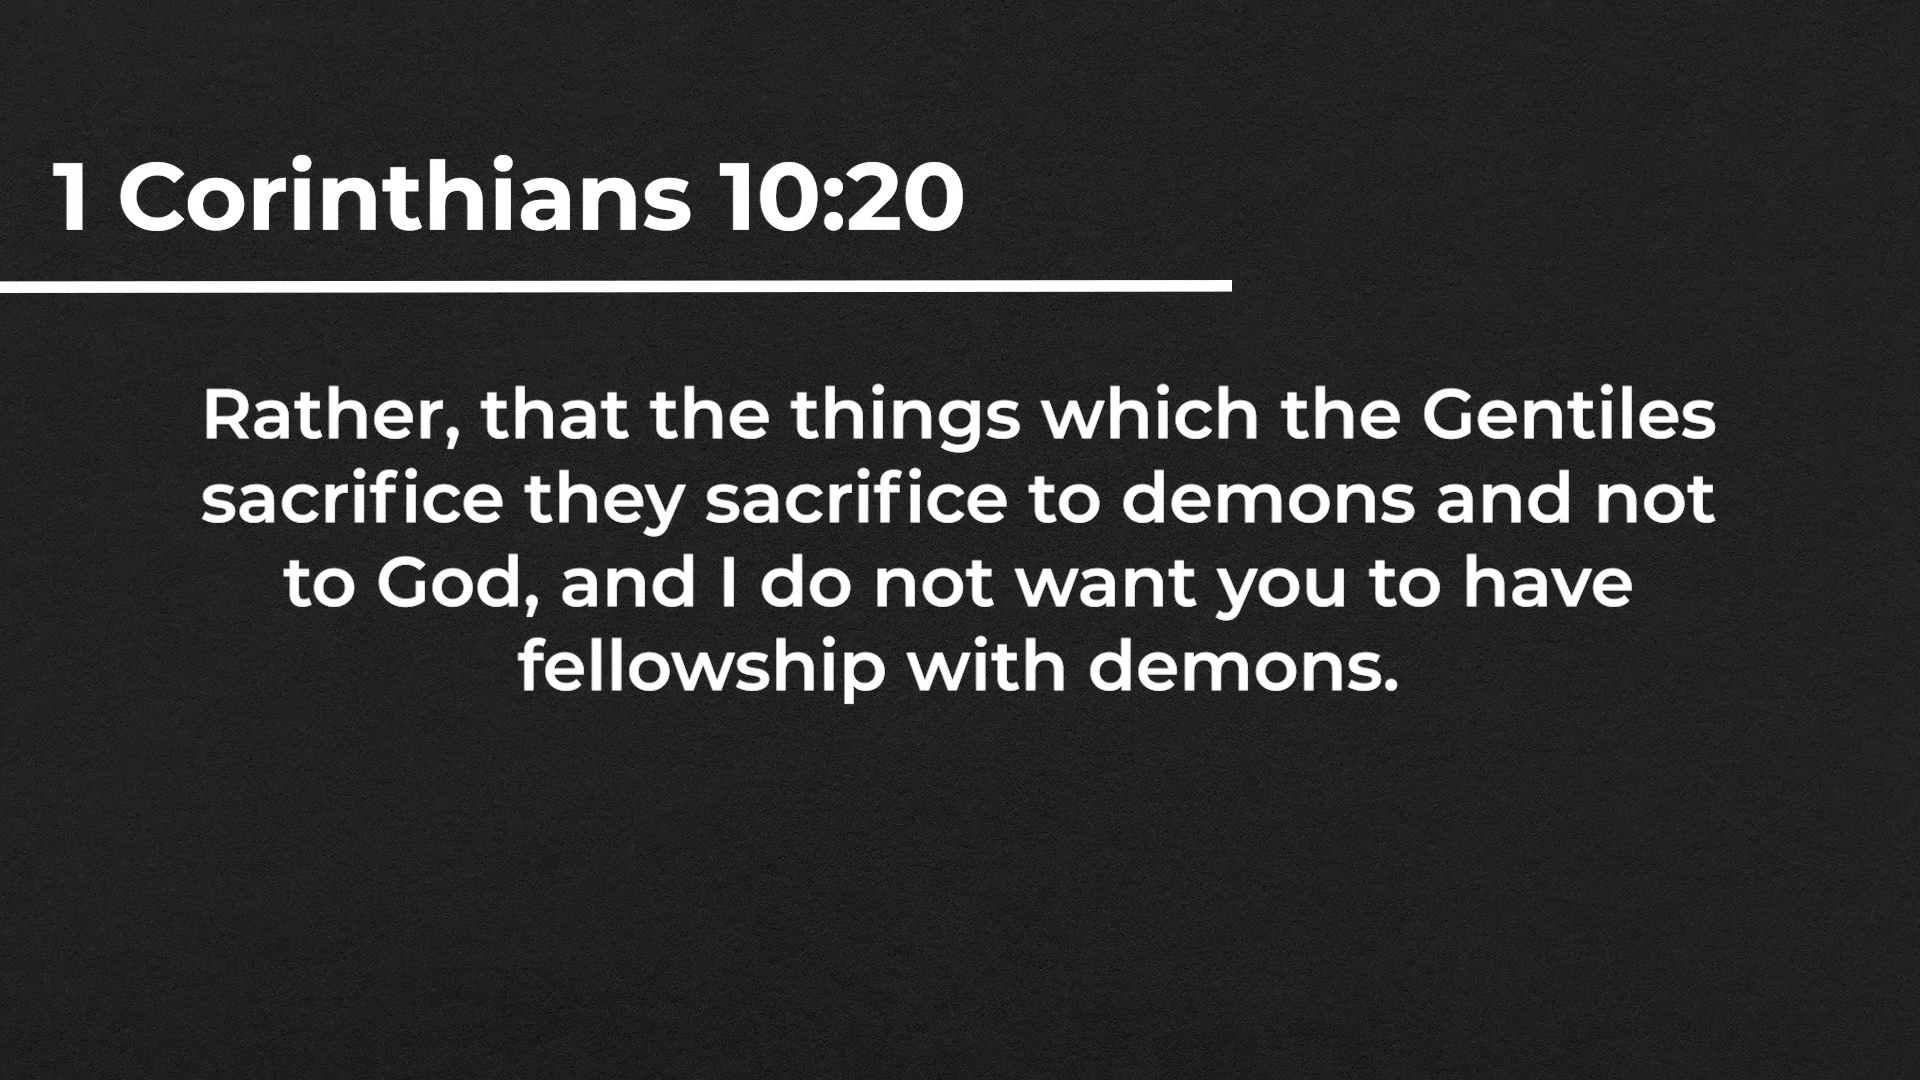 1 Corinthians 10:20
Rather, that the things which the Gentiles
sacrifice they sacrifice to demons and not
to God, and I do not want you to have
fellowship with demons.